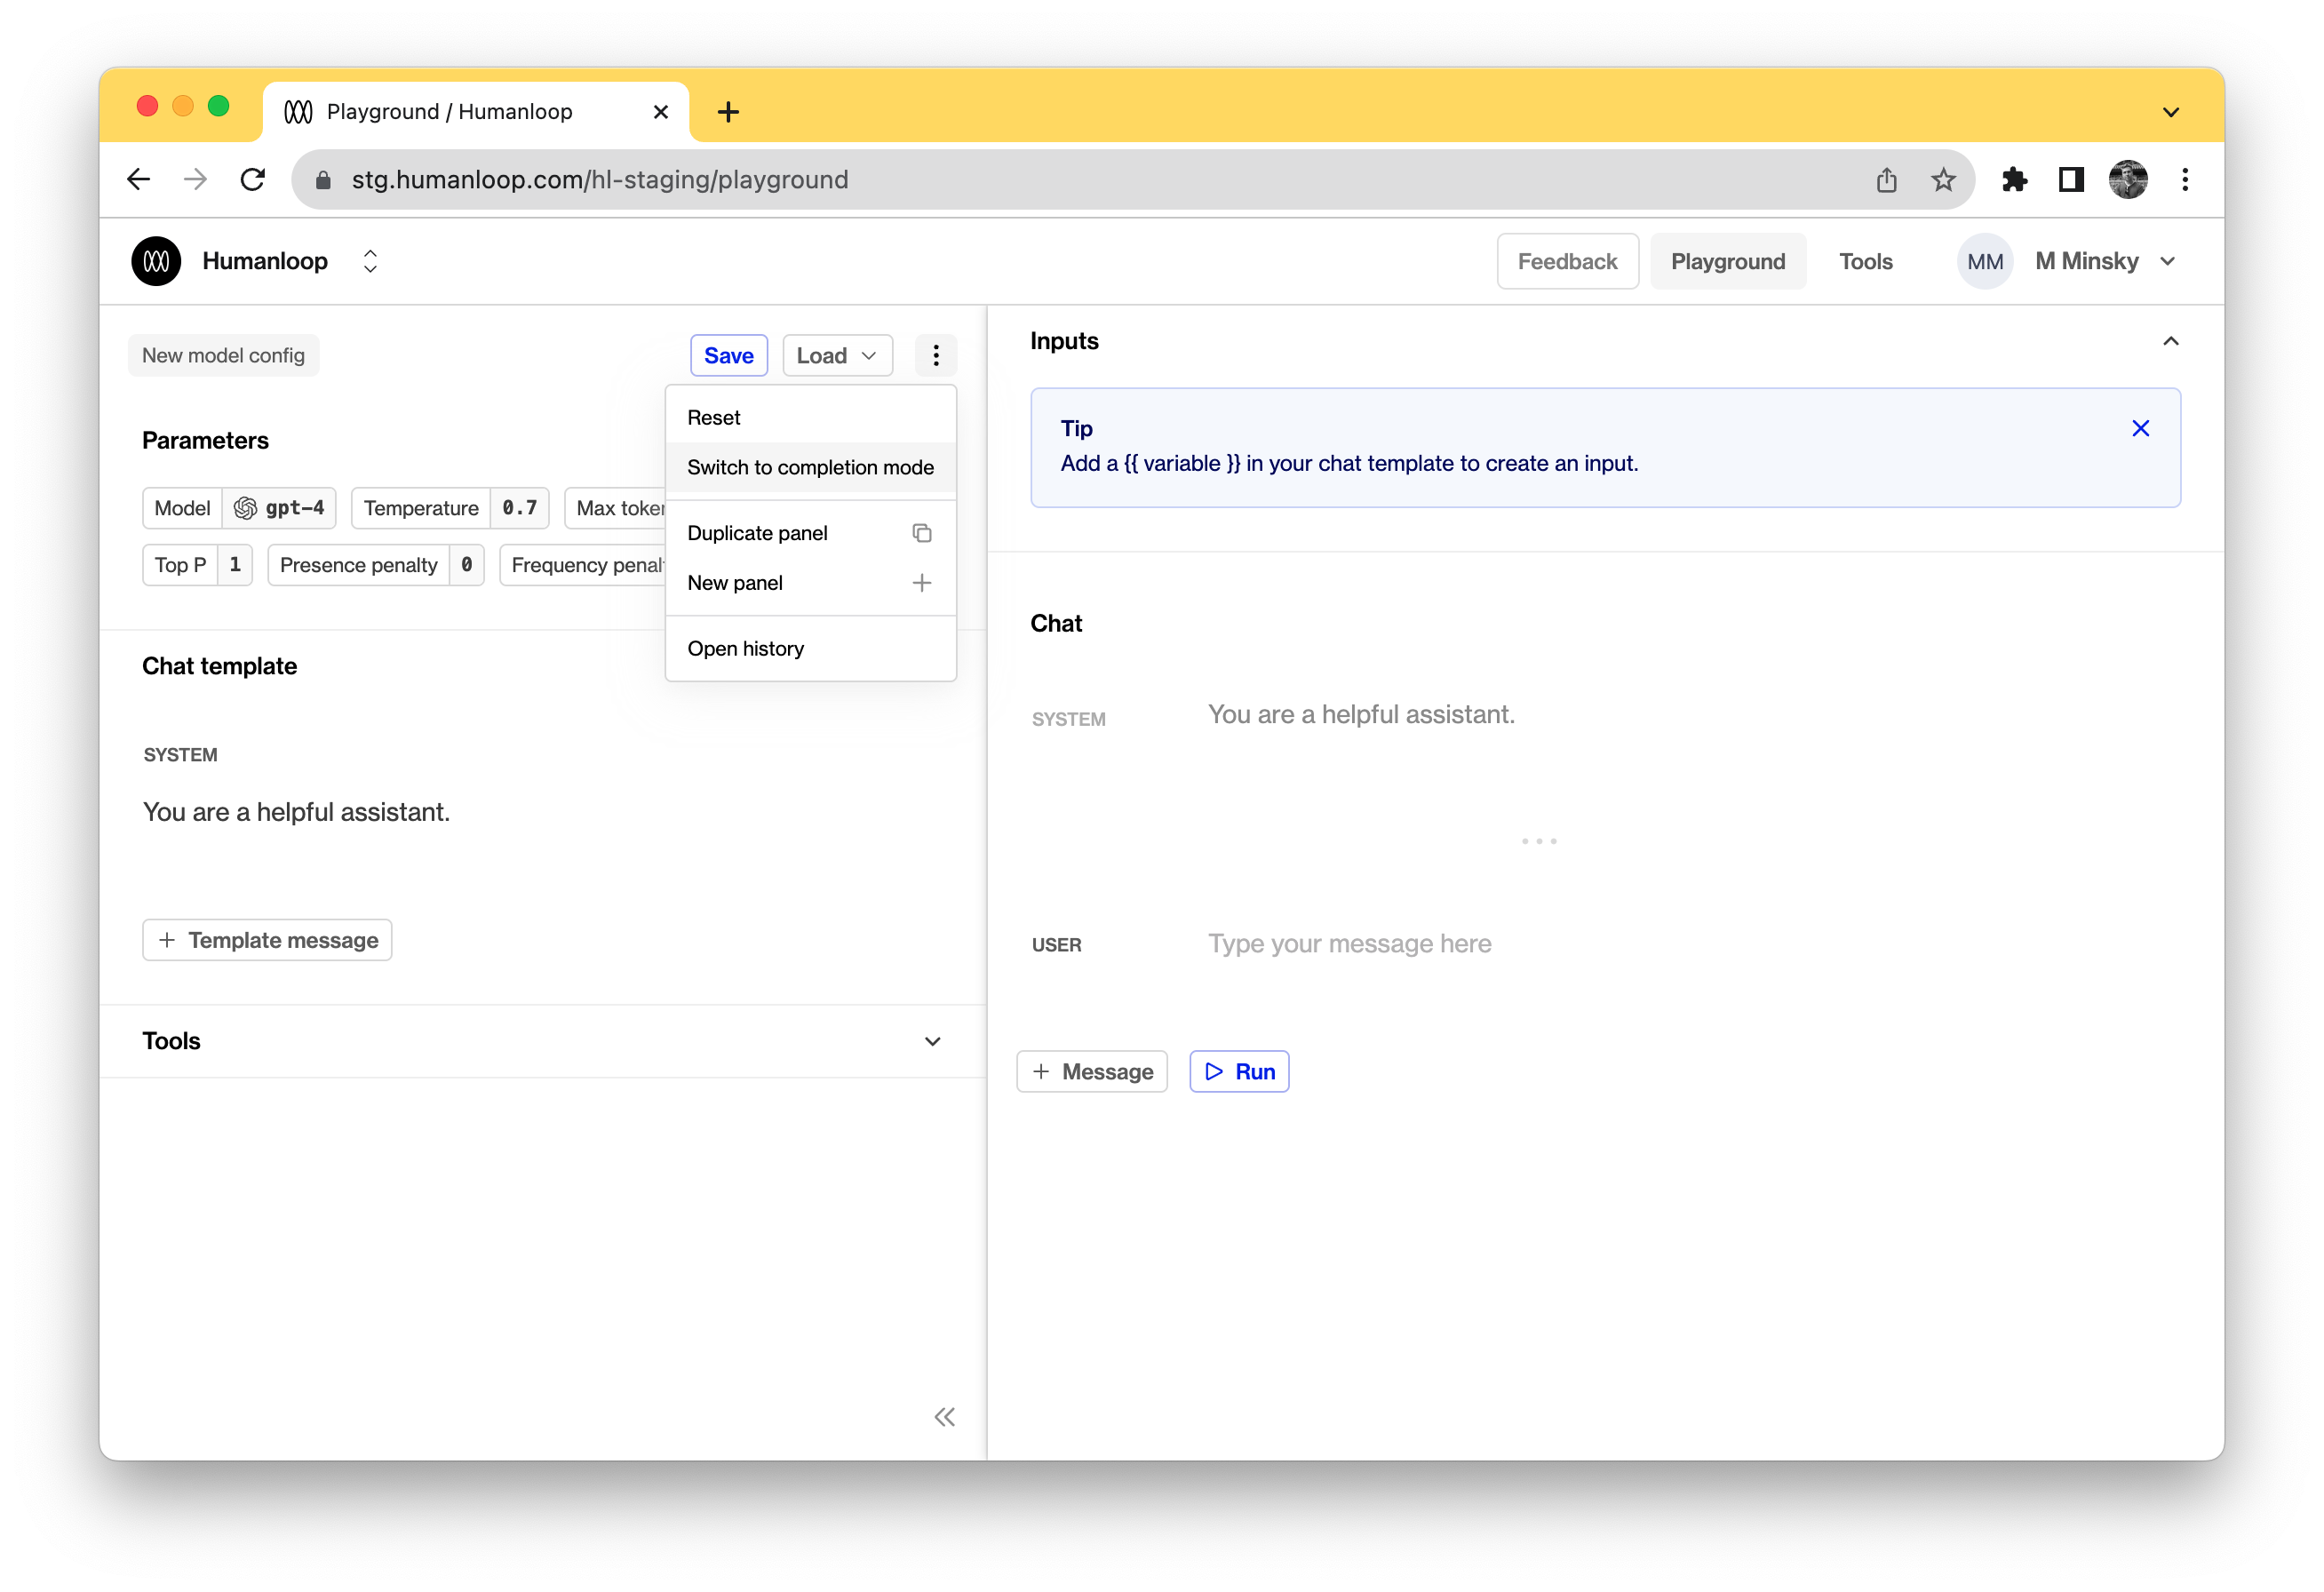 Playground / Humanloop
stg.humanloop.com/hl-staging/playground
Humanloop
Feedback
Playground
Tools
MM
M Minsky
New model config
Save
Load
Reset
Switch to completion mode
Duplicate panel
New panel
Open history
Parameters
Model gpt-4
Temperature 0.7
Max token
Top P 1
Presence penalty 0
Frequency penal
Chat template
SYSTEM
You are a helpful assistant.
+ Template message
Tools
Inputs
Tip
Add a {{ variable }} in your chat template to create an input.
Chat
SYSTEM
You are a helpful assistant.
...
USER
Type your message here
+ Message
Run